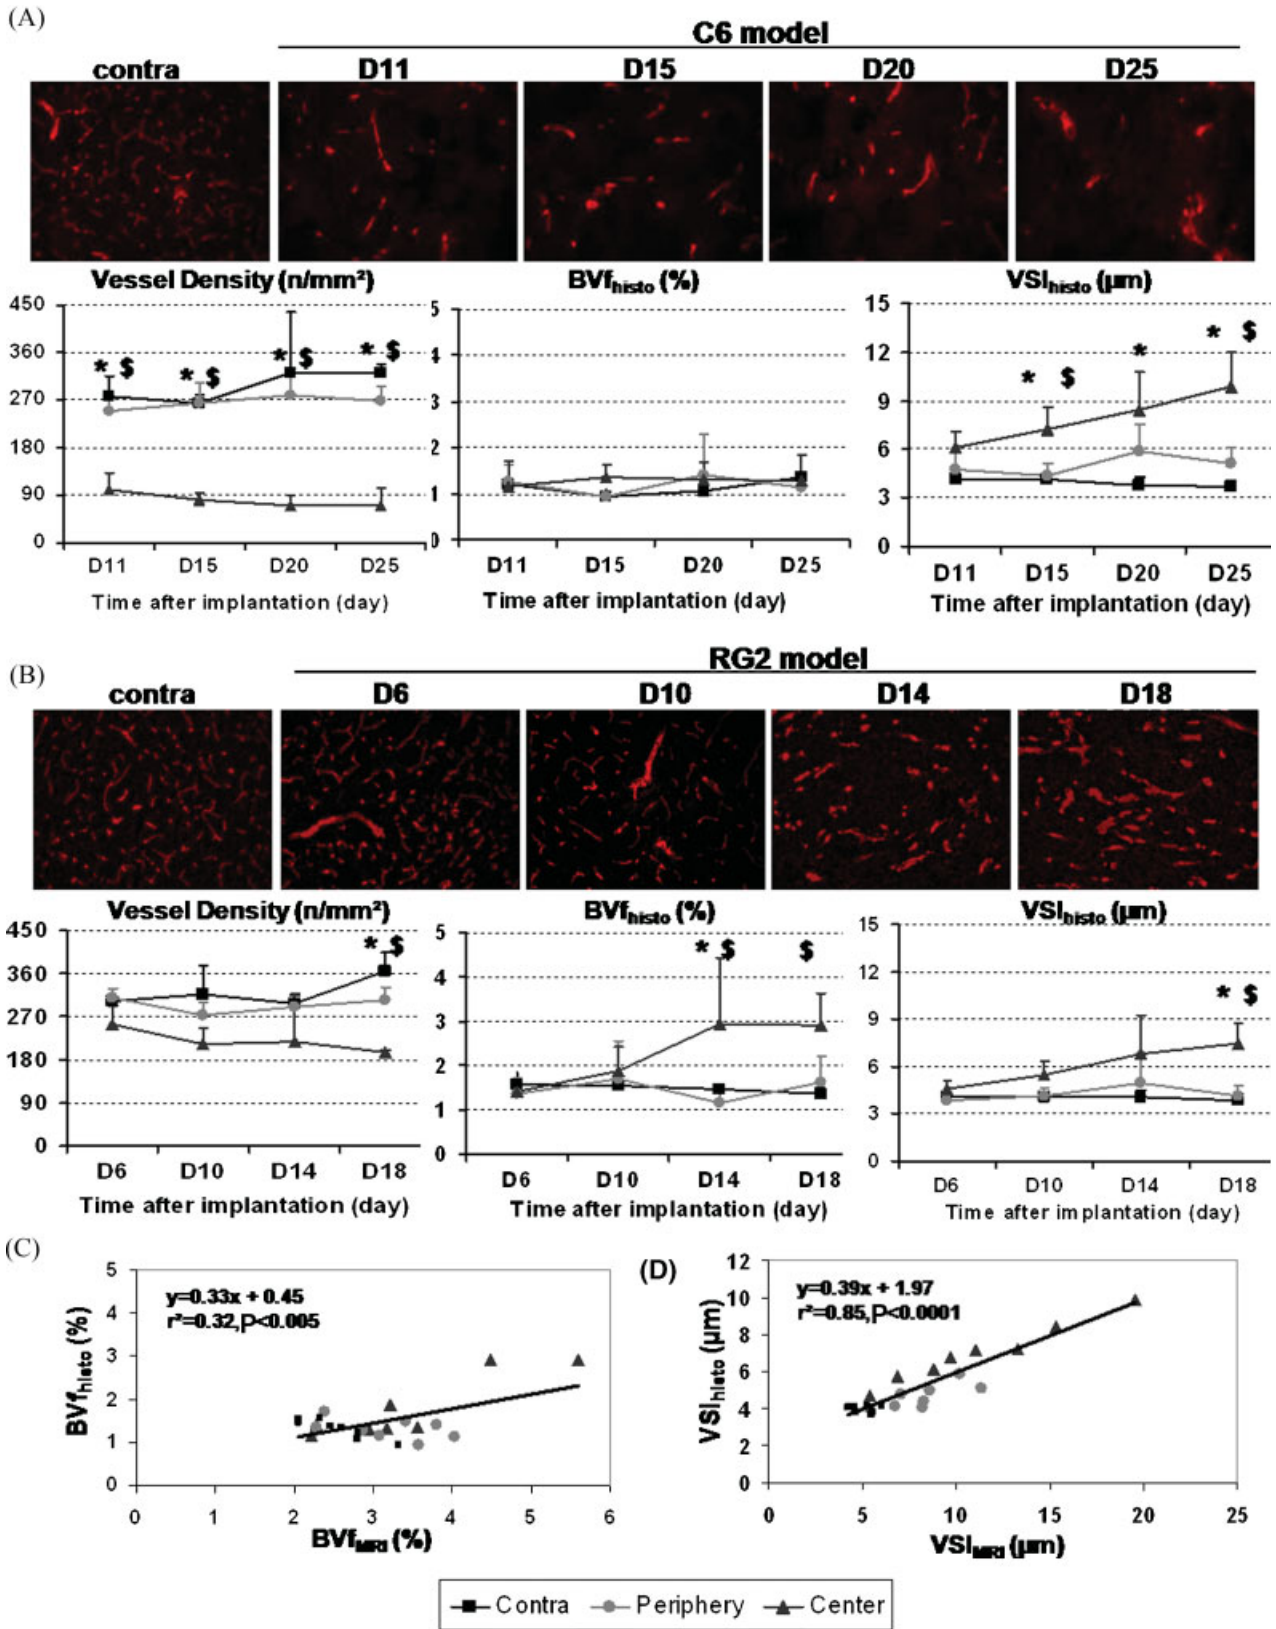 (A)
C6 model
contra D11 D15 D20 D25
Vessel Density (n/mm²) BVfhisto (%) VSIhisto (µm)
450
360
270
180
90
0
* $ * $ * $ * $
D11 D15 D20 D25
Time after implantation (day)
5
4
3
2
1
0
D11 D15 D20 D25
Time after implantation (day)
15
12
9
6
3
0
* $ * * $
D11 D15 D20 D25
Time after implantation (day)
(B)
RG2 model
contra D6 D10 D14 D18
Vessel Density (n/mm²) BVfhisto (%) VSIhisto (µm)
450
360
270
180
90
0
* $
D6 D10 D14 D18
Time after implantation (day)
5
4
3
2
1
0
* $ $
D6 D10 D14 D18
Time after implantation (day)
15
12
9
6
3
0
* $
D6 D10 D14 D18
Time after implantation (day)
(C)
y=0.33x + 0.45
r²=0.32,P<0.005
BVfhisto (%)
5
4
3
2
1
0
0 1 2 3 4 5 6
BVfMRI (%)
(D)
y=0.39x + 1.97
r²=0.85,P<0.0001
VSIhisto (µm)
12
10
8
6
4
2
0
0 5 10 15 20 25
VSIMRI (µm)
Contra Periphery Center